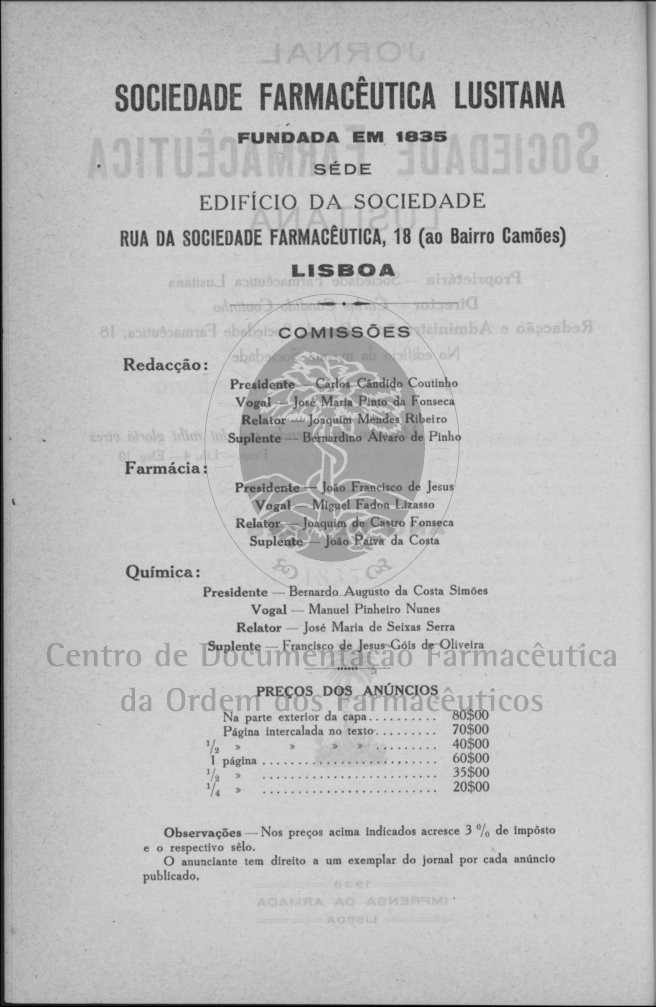 SOCIEDADE FARMACÊUTICA LUSITANA
FUNDADA EM 1835
SÉDE
EDIFÍCIO DA SOCIEDADE
RUA DA SOCIEDADE FARMACÊUTICA, 18 (ao Bairro Camões)
LISBOA
COMISSÕES
Redacção:
Presidente — Carlos Cândido Coutinho
Vogal — José Maria Pinto da Fonseca
Relator — Joaquim Mendes Ribeiro
Suplente — Bernardino Álvaro de Pinho
Farmácia:
Presidente — João Francisco de Jesus
Vogal — Miguel Fadon Lizasso
Relator — Joaquim de Castro Fonseca
Suplente — João Paiva da Costa
1835
Química:
Presidente — Bernardo Augusto da Costa Simões
Vogal — Manuel Pinheiro Nunes
Relator — José Maria de Seixas Serra
Suplente — Francisco de Jesus Góis de Oliveira
Centro de Documentação Farmacêutica
da Ordem dos Farmacêuticos
PREÇOS DOS ANÚNCIOS
Na parte exterior da capa.......... 80$00
Página intercalada no texto.......... 70$00
1/2 » » » » ......... 40$00
1 página ......................... 60$00
1/2 » ......................... 35$00
1/4 » ......................... 20$00
Observações — Nos preços acima indicados acresce 3 % de impôsto
e o respectivo sêlo.
O anunciante tem direito a um exemplar do jornal por cada anúncio
publicado.